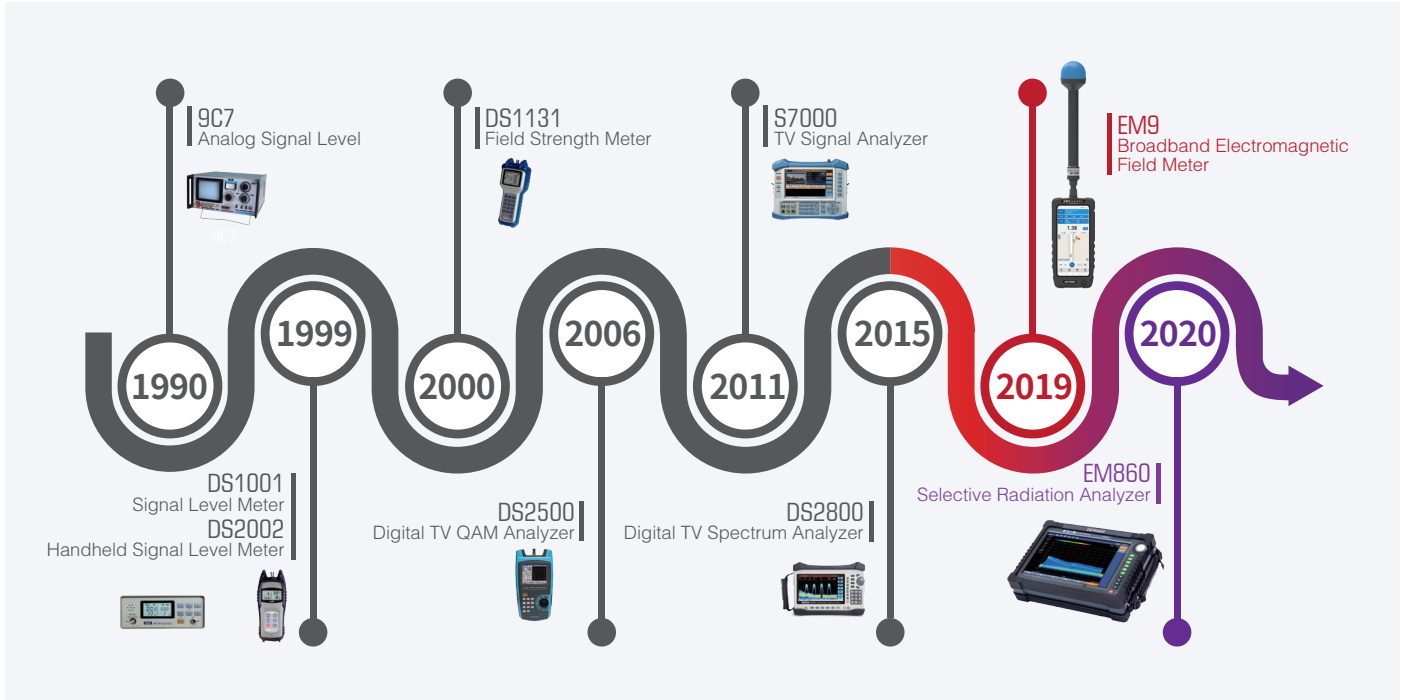 9C7
Analog Signal Level
9C7
DS1131
Field Strength Meter
S7000
TV Signal Analyzer
EM9
Broadband Electromagnetic
Field Meter
1.38
1990
1999
2000
2006
2011
2015
2019
2020
DS1001
Signal Level Meter
DS2002
Handheld Signal Level Meter
DS2500
Digital TV QAM Analyzer
DS2800
Digital TV Spectrum Analyzer
EM860
Selective Radiation Analyzer